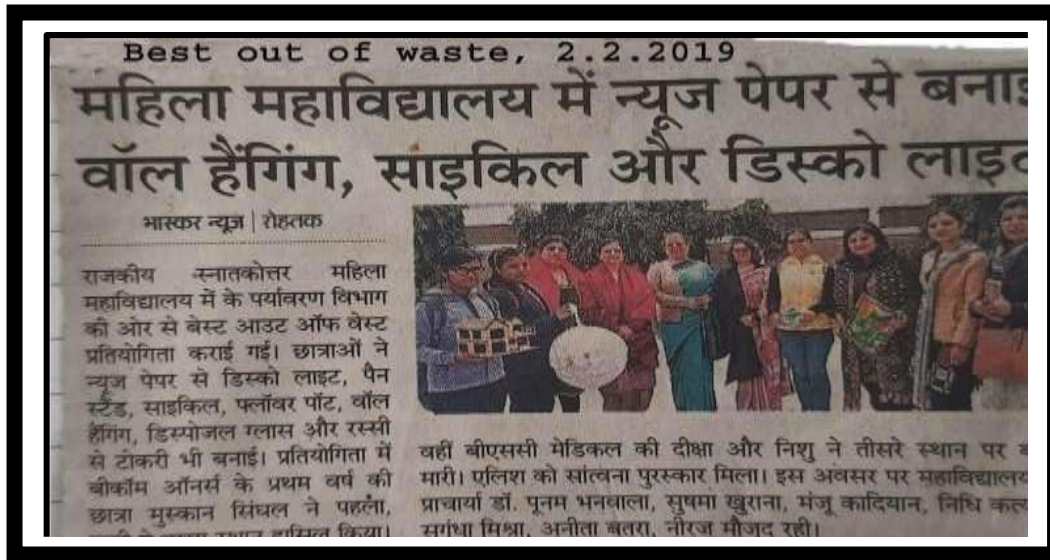 Best out of waste, 2.2.2019
महिला महाविद्यालय में न्यूज पेपर से
वॉल हैंगिंग, साइकिल और डिस्को
भास्कर न्यूज | रोहतक
राजकीय स्नातकोत्तर महिला
महाविद्यालय में के पर्यावरण विभाग
की ओर से बेस्ट आउट ऑफ वेस्ट
प्रतियोगिता कराई गई। छात्राओं ने
न्यूज पेपर से डिस्को लाइट, पैन
स्टैंड, साइकिल, फ्लॉवर पॉट, वॉल
हैंगिंग, डिस्पोजल ग्लास और रस्सी
से टोकरी भी बनाई। प्रतियोगिता में
बीकॉम ऑनर्स के प्रथम वर्ष की
छात्रा मुस्कान सिंघल ने पहला,
वहीं बीएससी मेडिकल की दीक्षा और निशु ने तीसरे स्थान पर
मारी। एलिश को सांत्वना पुरस्कार मिला। इस अवसर पर महाविद्यालय
प्राचार्या डॉ. पूनम भनवाला, सुषमा खुराना, मंजू कादियान, निधि
सुगंधा मिश्रा, अनीता बतरा, नीरज मौजूद रही।